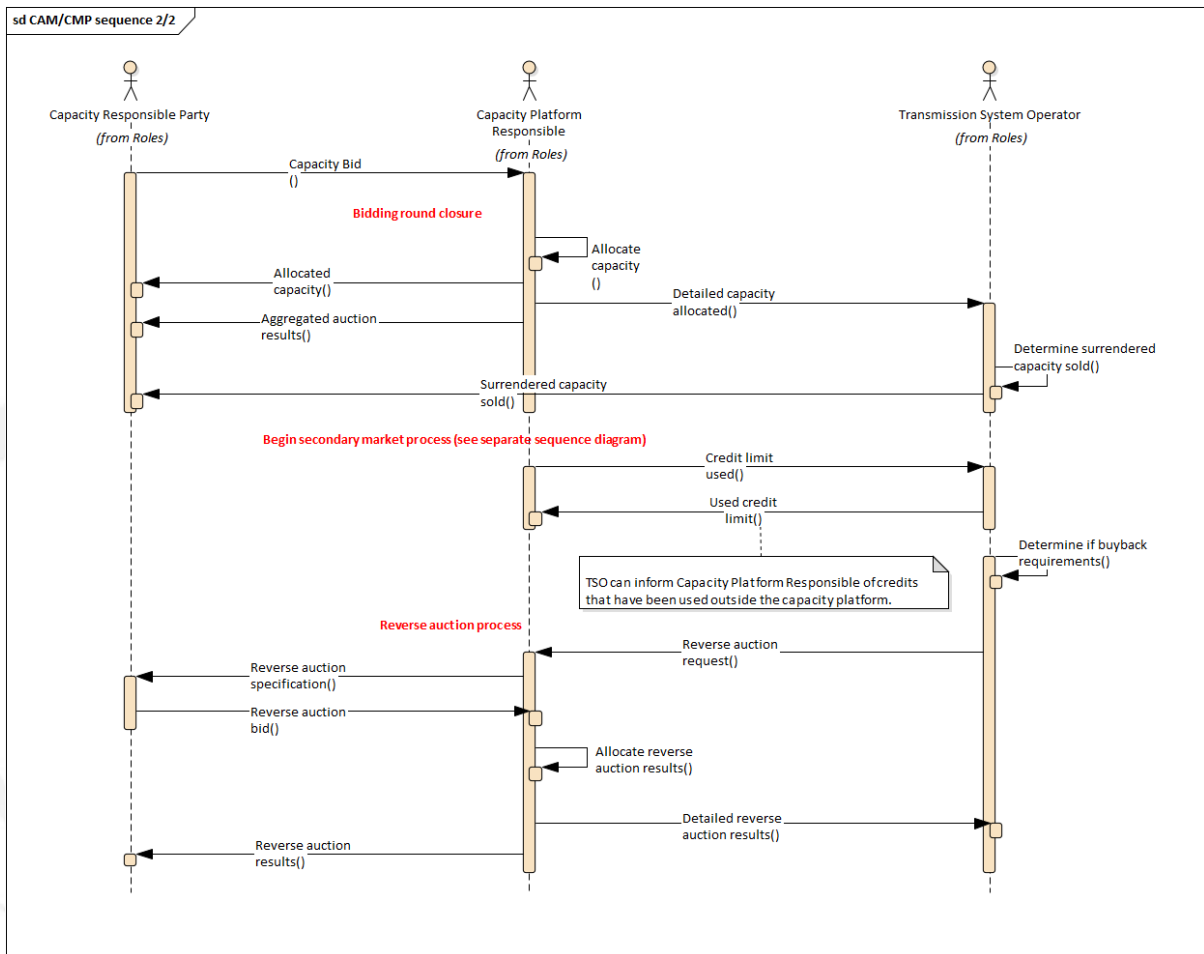 sd CAM/CMP sequence 2/2
Capacity Responsible Party
(from Roles)
Capacity Platform
Responsible
(from Roles)
Transmission System Operator
(from Roles)
Capacity Bid
()
Bidding round closure
Allocate
capacity
()
Allocated
capacity()
Detailed capacity
allocated()
Aggregated auction
results()
Determine surrendered
capacity sold()
Surrendered capacity
sold()
Begin secondary market process (see separate sequence diagram)
Credit limit
used()
Used credit
limit()
Determine if buyback
requirements()
TSO can inform Capacity Platform Responsible of credits
that have been used outside the capacity platform.
Reverse auction process
Reverse auction
request()
Reverse auction
specification()
Reverse auction
bid()
Allocate reverse
auction results()
Detailed reverse
auction results()
Reverse auction
results()